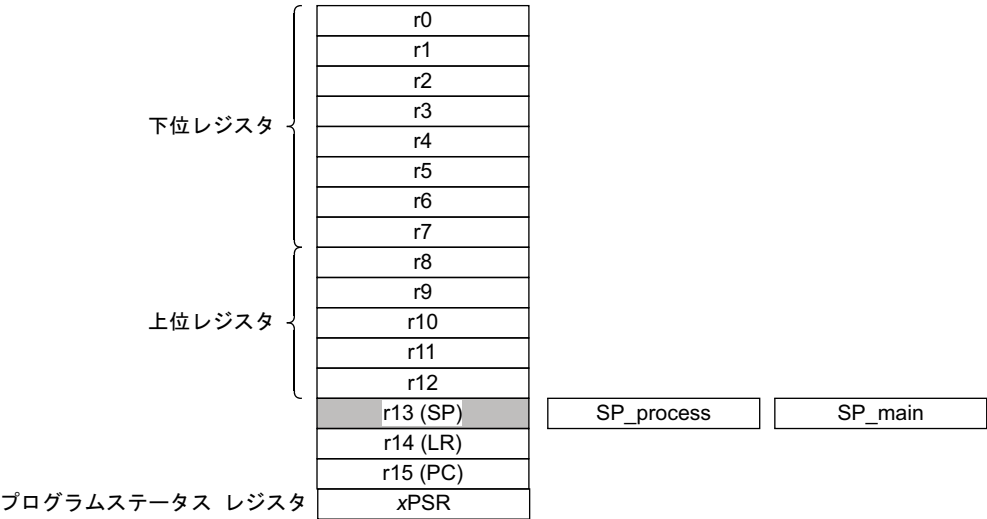 r0
r1
r2
r3
下位レジスタ
r4
r5
r6
r7
r8
r9
上位レジスタ
r10
r11
r12
r13 (SP) SP_process SP_main
r14 (LR)
r15 (PC)
プログラムステータス レジスタ xPSR